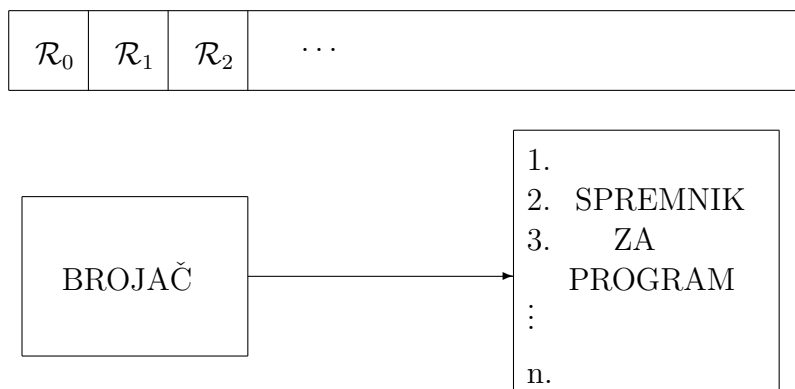 R₀ R₁ R₂ ...
1.
2. SPREMNIK
3. ZA
BROJAČ
PROGRAM
⋮
n.